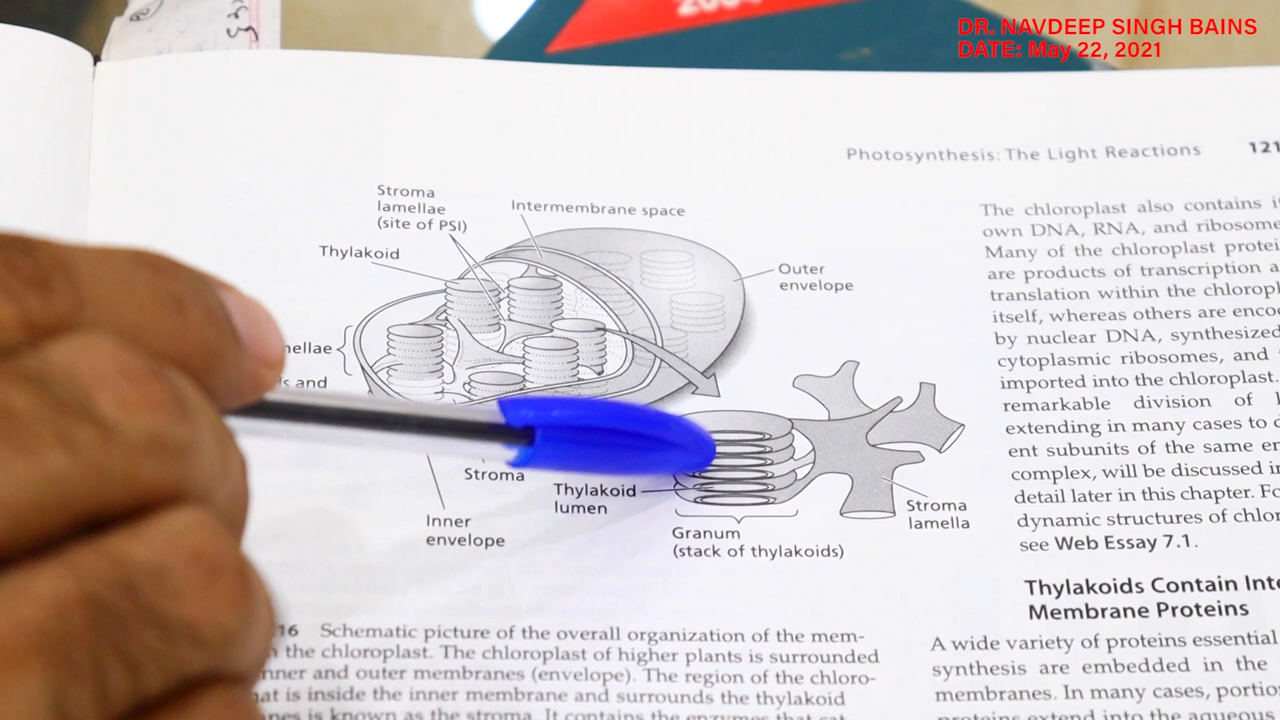 2004
DR. NAVDEEP SINGH BAINS
DATE: May 22, 2021
Photosynthesis: The Light Reactions 121
Stroma
lamellae
(site of PSI)
Intermembrane space
Thylakoid
Outer
envelope
and
Stroma
Thylakoid
lumen
Inner
envelope
Granum
(stack of thylakoids)
Stroma
lamella
16 Schematic picture of the overall organization of the mem-
the chloroplast. The chloroplast of higher plants is surrounded
and outer membranes (envelope). The region of the chloro-
is inside the inner membrane and surrounds the thylakoid
is known as the stroma. It contains the enzymes that cat-
The chloroplast also contains
own DNA, RNA, and
Many of the chloroplast
are products of transcription
translation within the
itself, whereas others are
by nuclear DNA, synthesized
cytoplasmic ribosomes, and
imported into the chloroplast.
remarkable division of
extending in many cases to
ent subunits of the same
complex, will be discussed
detail later in this chapter.
dynamic structures of
see Web Essay 7.1.
Thylakoids Contain
Membrane Proteins
A wide variety of proteins essential
synthesis are embedded in the
membranes. In many cases,
proteins extend into the aqueous